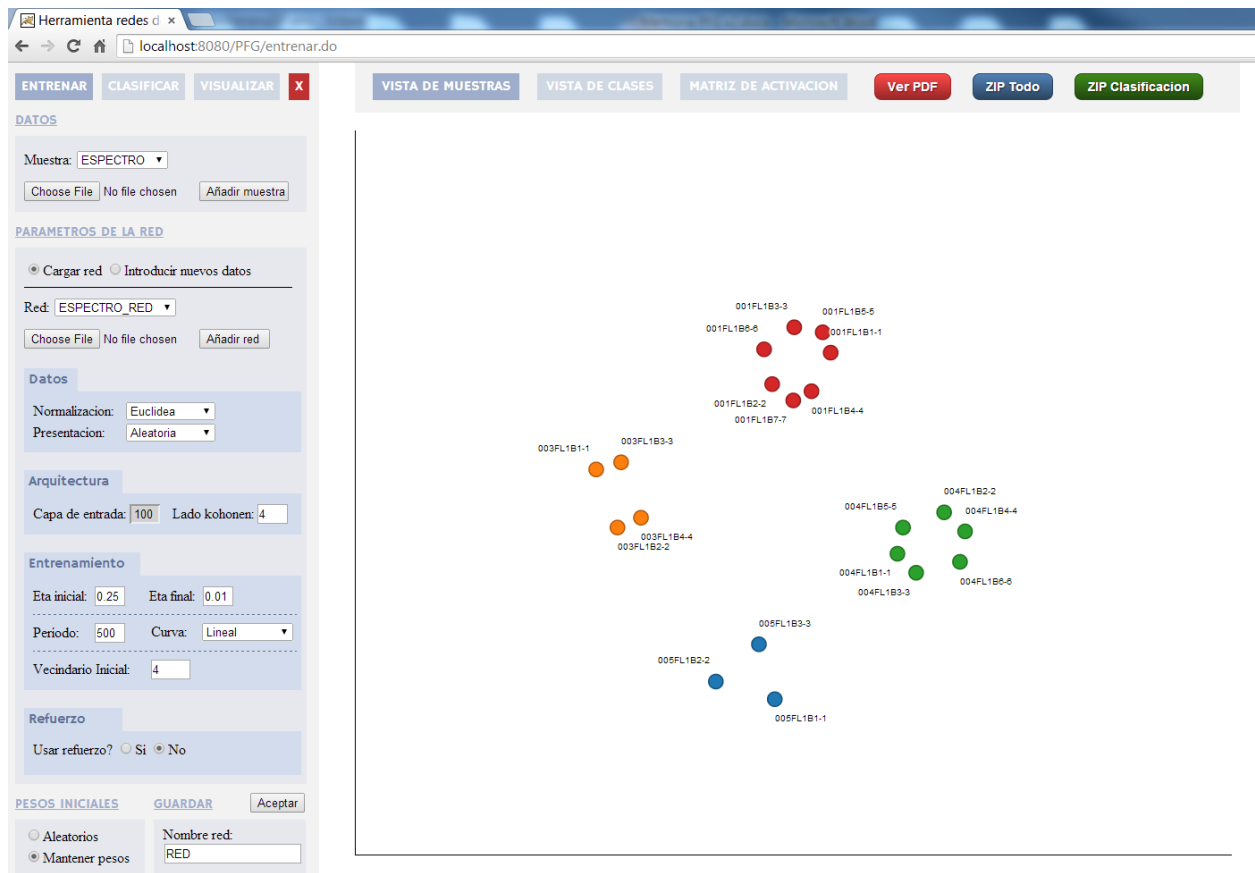 Herramienta redes d ×
localhost:8080/PFG/entrenar.do
ENTRENAR CLASIFICAR VISUALIZAR X
VISTA DE MUESTRAS VISTA DE CLASES MATRIZ DE ACTIVACION Ver PDF ZIP Todo ZIP Clasificacion
DATOS
Muestra: ESPECTRO
Choose File No file chosen Añadir muestra
PARAMETROS DE LA RED
Cargar red Introducir nuevos datos
Red: ESPECTRO_RED
Choose File No file chosen Añadir red
Datos
Normalizacion: Euclidea
Presentacion: Aleatoria
Arquitectura
Capa de entrada: 100 Lado kohonen: 4
Entrenamiento
Eta inicial: 0.25 Eta final: 0.01
Periodo: 500 Curva: Lineal
Vecindario Inicial: 4
Refuerzo
Usar refuerzo? Si No
PESOS INICIALES GUARDAR Aceptar
Aleatorios
Mantener pesos
Nombre red:
RED
001FL1B3-3
001FL1B5-5
001FL1B6-6
001FL1B1-1
001FL1B2-2
001FL1B4-4
001FL1B7-7
003FL1B3-3
003FL1B1-1
003FL1B4-4
003FL1B2-2
004FL1B2-2
004FL1B5-5
004FL1B4-4
004FL1B1-1
004FL1B6-6
004FL1B3-3
005FL1B3-3
005FL1B2-2
005FL1B1-1